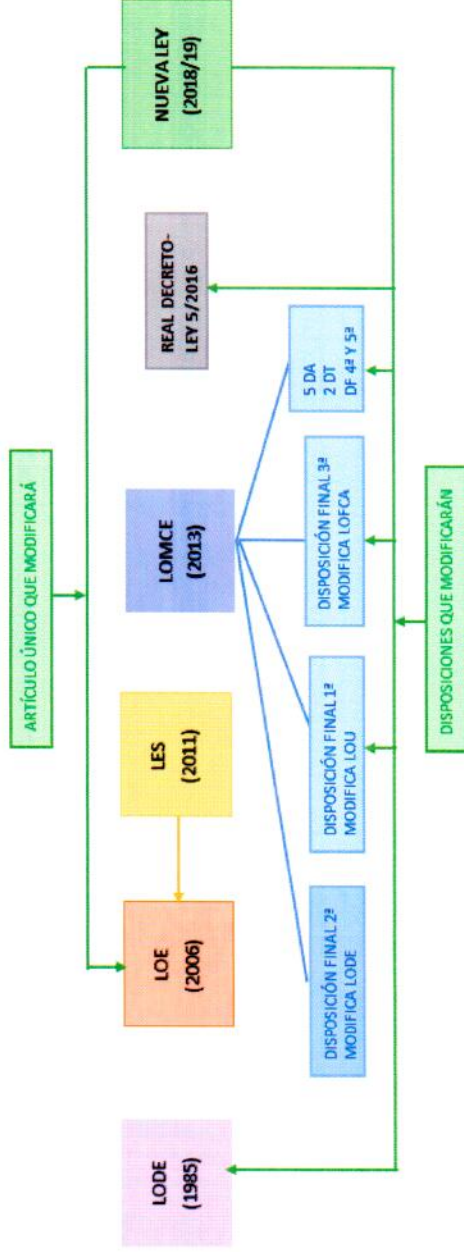 ARTÍCULO ÚNICO QUE MODIFICARÁ
LODE
(1985)
LOE
(2006)
LES
(2011)
LOMCE
(2013)
REAL DECRETO-
LEY 5/2016
NUEVA LEY
(2018/19)
DISPOSICIÓN FINAL 2ª
MODIFICA LODE
DISPOSICIÓN FINAL 1ª
MODIFICA LOU
DISPOSICIÓN FINAL 3ª
MODIFICA LOFCA
5 DA
2 DT
DF 4ª Y 5ª
DISPOSICIONES QUE MODIFICARÁN